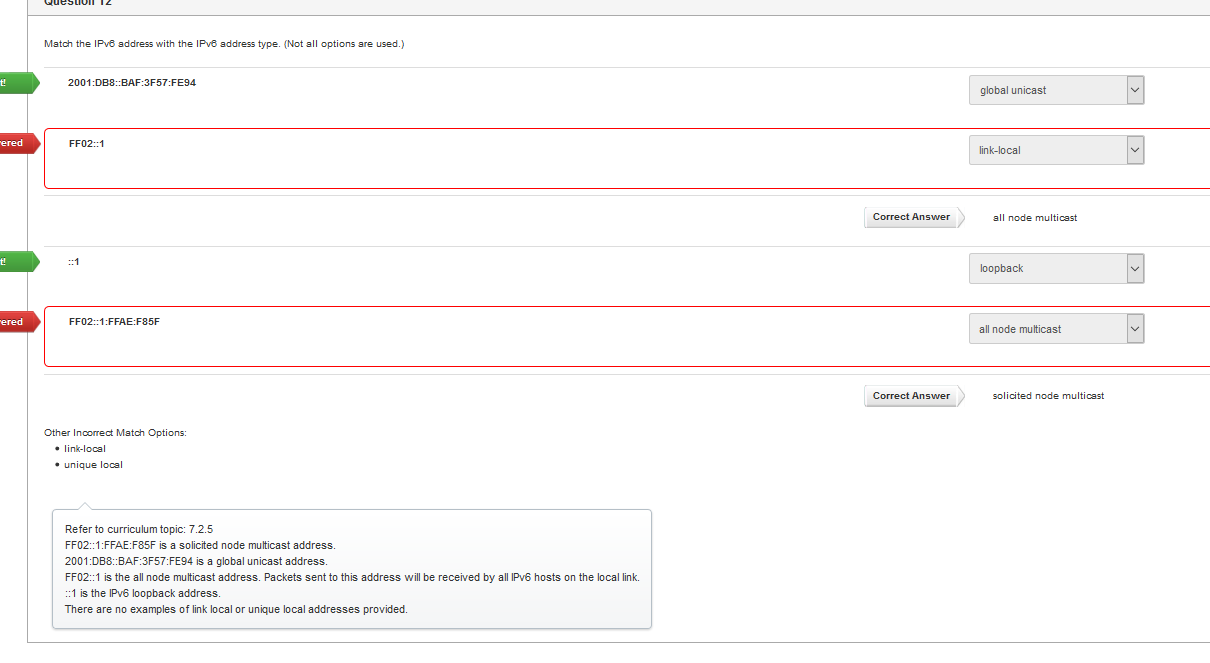 Question 12
Match the IPv6 address with the IPv6 address type. (Not all options are used.)
t!
2001:DB8::BAF:3F57:FE94
global unicast
ered
FF02::1
link-local
Correct Answer
all node multicast
t!
::1
loopback
ered
FF02::1:FFAE:F85F
all node multicast
Correct Answer
solicited node multicast
Other Incorrect Match Options:
• link-local
• unique local
Refer to curriculum topic: 7.2.5
FF02::1:FFAE:F85F is a solicited node multicast address.
2001:DB8::BAF:3F57:FE94 is a global unicast address.
FF02::1 is the all node multicast address. Packets sent to this address will be received by all IPv6 hosts on the local link.
::1 is the IPv6 loopback address.
There are no examples of link local or unique local addresses provided.